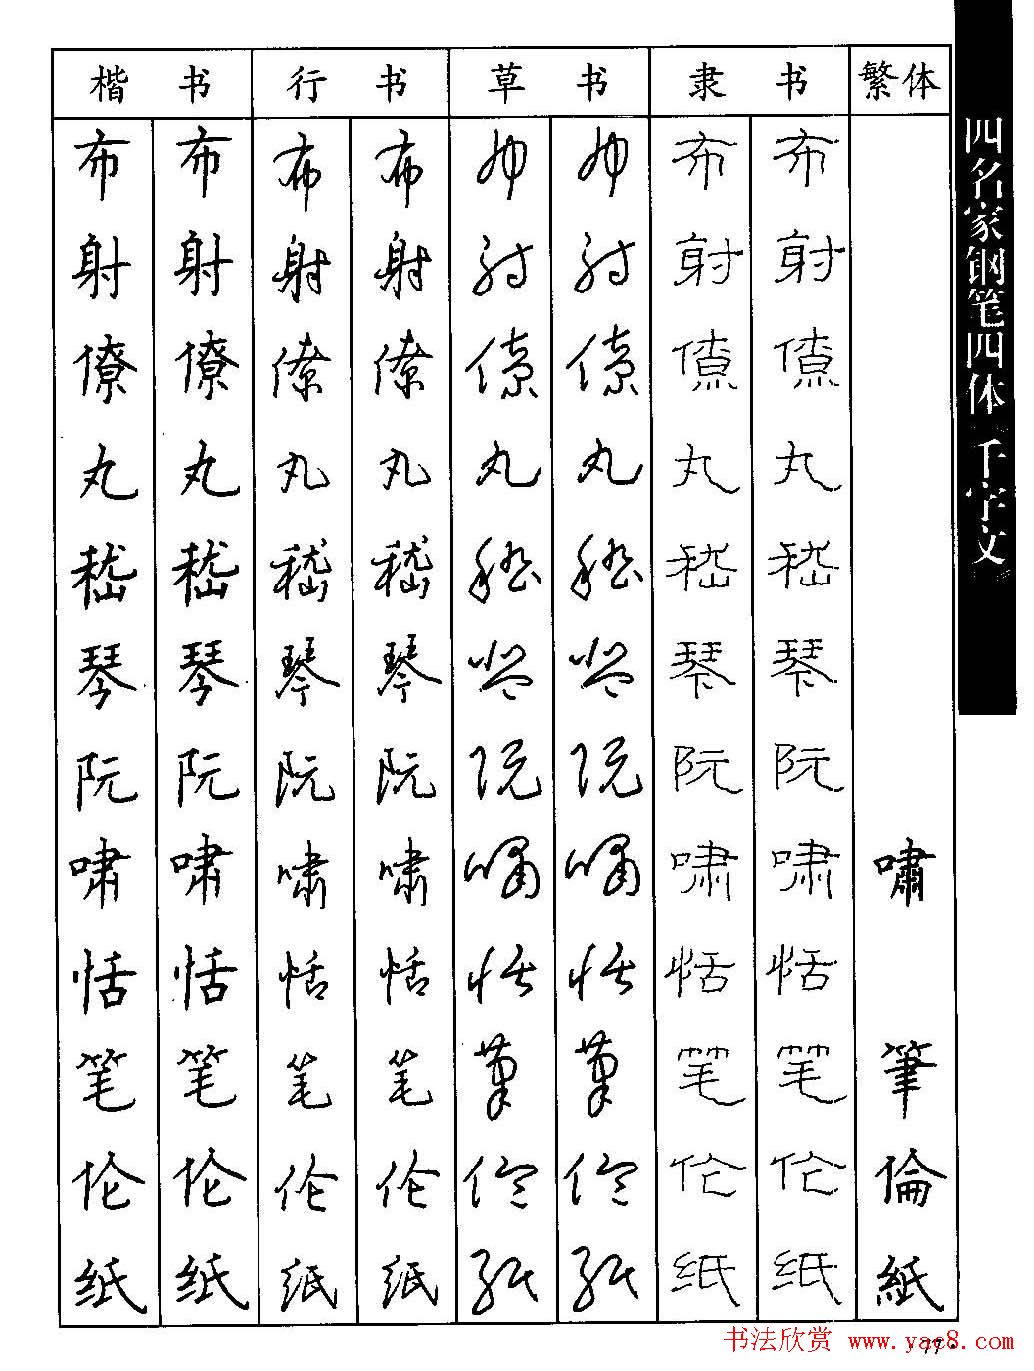 楷书 行书 草书 隶书 繁体
布 布 布 布 布 布 布 布
射 射 射 射 射 射 射 射
僚 僚 僚 僚 僚 僚 僚 僚
丸 丸 丸 丸 丸 丸 丸 丸
嵇 嵇 嵇 嵇 嵇 嵇 嵇 嵇
琴 琴 琴 琴 琴 琴 琴 琴
阮 阮 阮 阮 阮 阮 阮 阮
啸 啸 啸 啸 啸 啸 啸 啸 嘯
恬 恬 恬 恬 恬 恬 恬 恬
笔 笔 笔 笔 笔 笔 笔 笔 筆
伦 伦 伦 伦 伦 伦 伦 伦 倫
纸 纸 纸 纸 纸 纸 纸 纸 紙
四名家钢笔四体千字文
书法欣赏 www.yac8.com